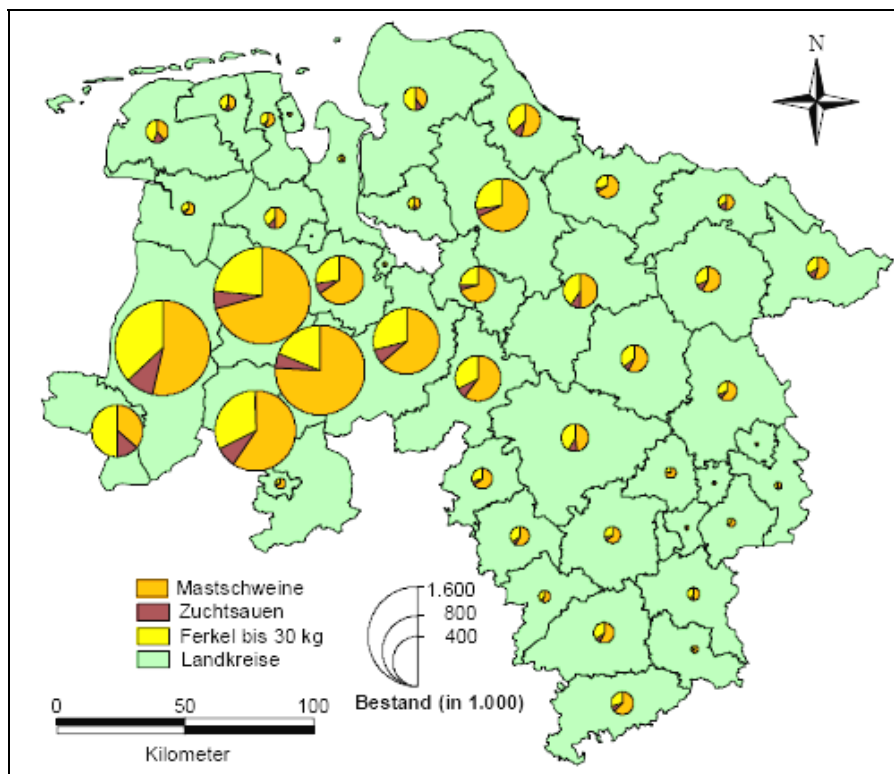 N
Mastschweine
Zuchtsauen
Ferkel bis 30 kg
Landkreise
1.600
800
400
Bestand (in 1.000)
0 50 100
Kilometer